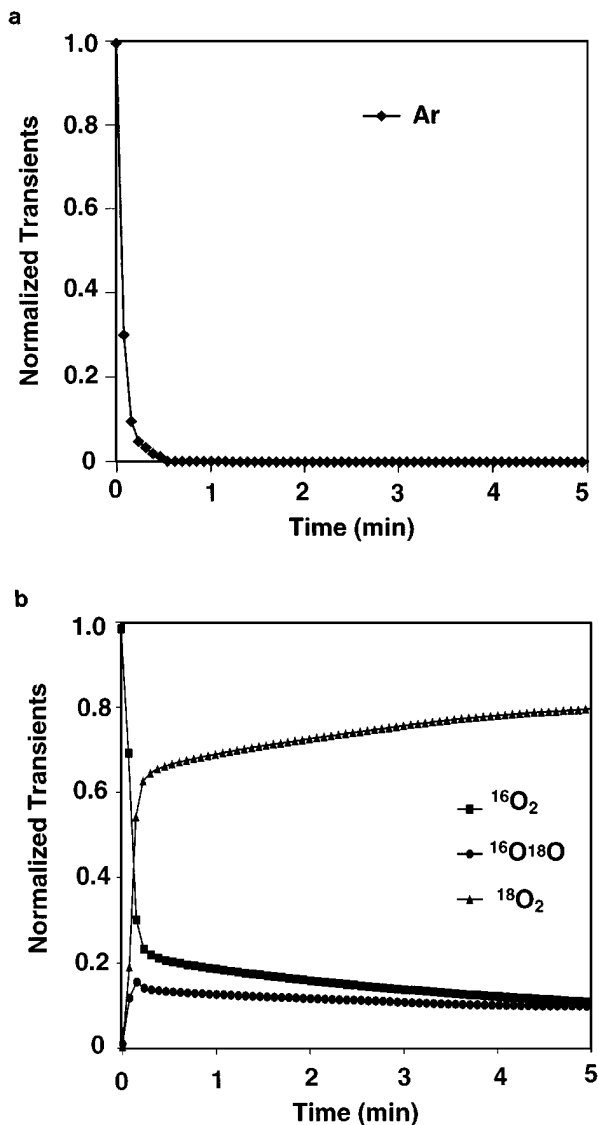 a
1.0
0.8
0.6
0.4
0.2
0
Normalized Transients
Ar
0 1 2 3 4 5
Time (min)
b
1.0
0.8
0.6
0.4
0.2
0
Normalized Transients
¹⁶O₂
¹⁶O¹⁸O
¹⁸O₂
0 1 2 3 4 5
Time (min)